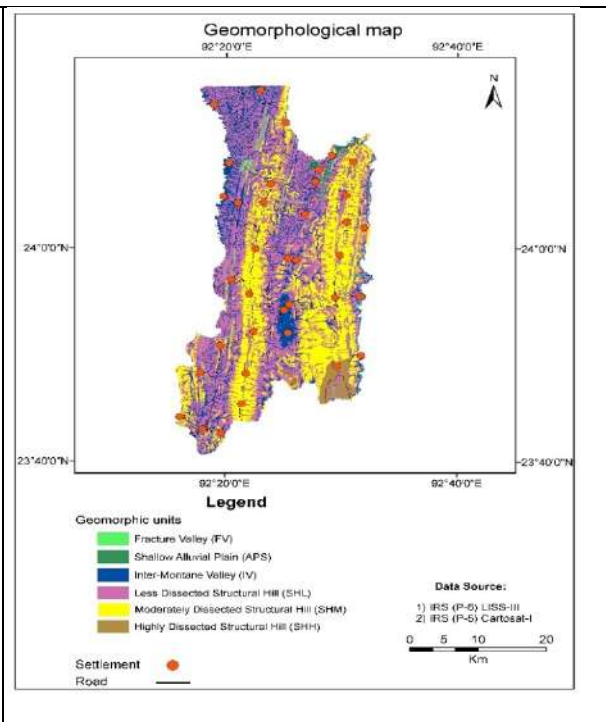 Geomorphological map
92°20'0"E 92°40'0"E
N
24°0'0"N 24°0'0"N
23°40'0"N 23°40'0"N
92°20'0"E 92°40'0"E
Legend
Geomorphic units
Fracture Valley (FV)
Shallow Alluvial Plain (APS)
Inter-Montane Valley (IV)
Less Dissected Structural Hill (SHL)
Moderately Dissected Structural Hill (SHM)
Highly Dissected Structural Hill (SHH)
Data Source:
1) IRS (P-6) LISS-III
2) IRS (P-5) Cartosat-I
0 5 10 20
Km
Settlement
Road